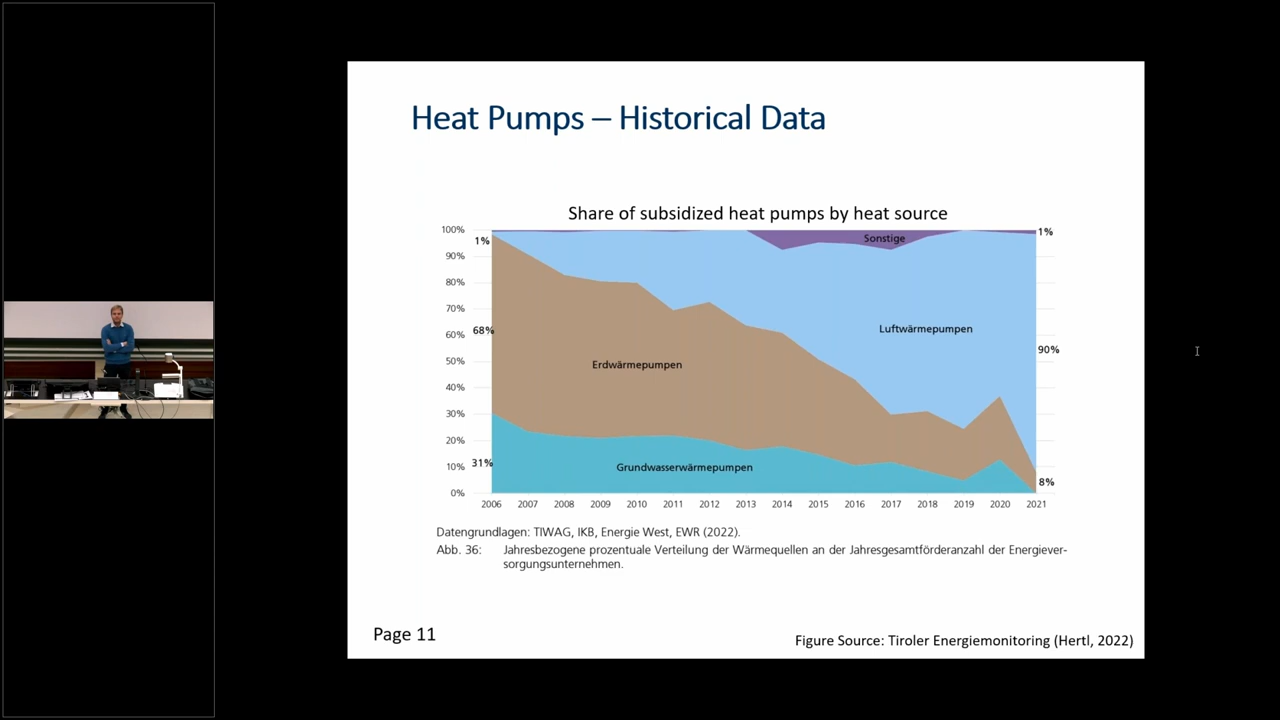 Heat Pumps – Historical Data
Share of subsidized heat pumps by heat source
100%
90%
80%
70%
60%
50%
40%
30%
20%
10%
0%
1%
68%
31%
Sonstige
Luftwärmepumpen
Erdwärmepumpen
Grundwasserwärmepumpen
1%
90%
8%
2006 2007 2008 2009 2010 2011 2012 2013 2014 2015 2016 2017 2018 2019 2020 2021
Datengrundlagen: TIWAG, IKB, Energie West, EWR (2022).
Abb. 36: Jahresbezogene prozentuale Verteilung der Wärmequellen an der Jahresgesamtförderanzahl der Energiever-
sorgungsunternehmen.
Page 11
Figure Source: Tiroler Energiemonitoring (Hertl, 2022)